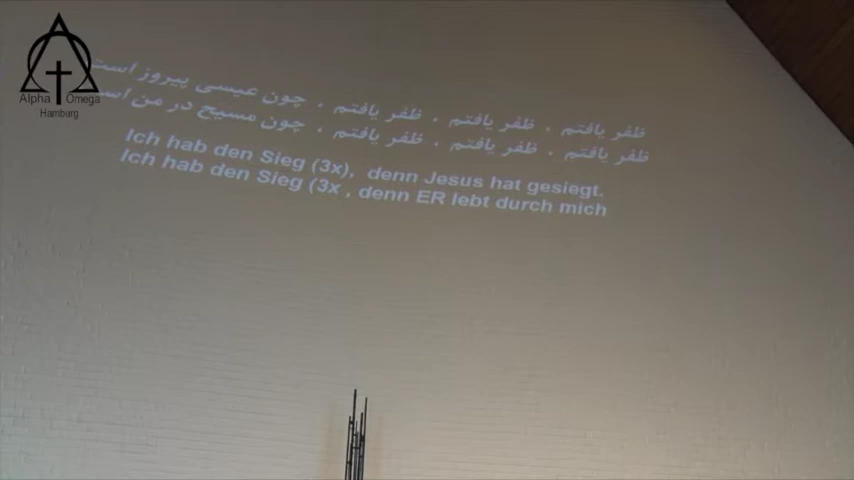 Alpha Omega
Hamburg
ظفر یافتم ، ظفر یافتم ، ظفر یافتم ، چون عیسی پیروز است
ظفر یافتم ، ظفر یافتم ، ظفر یافتم ، چون مسیح در من است
Ich hab den Sieg (3x), denn Jesus hat gesiegt.
Ich hab den Sieg (3x , denn ER lebt durch mich